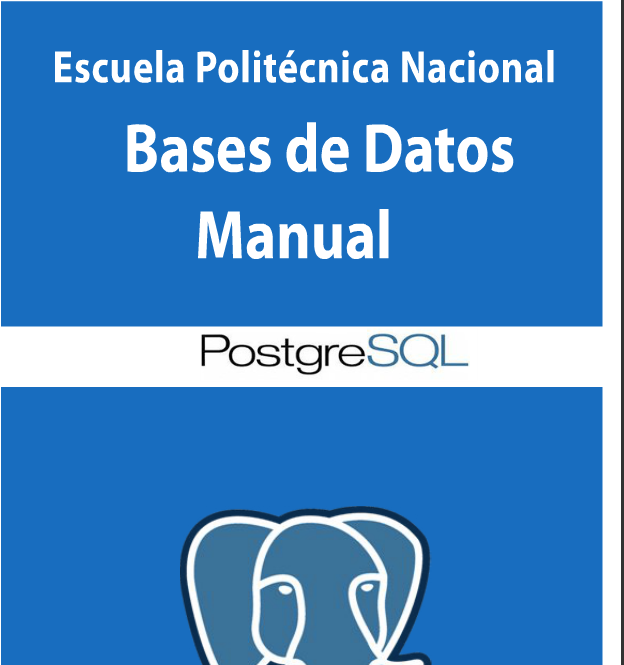 Escuela Politécnica Nacional
Bases de Datos
Manual
PostgreSQL